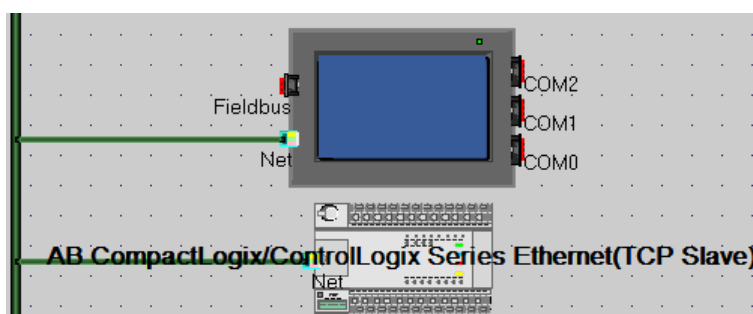 COM2
Fieldbus
COM1
Net
COM0
AB CompactLogix/ControlLogix Series Ethernet(TCP Slave)
Net